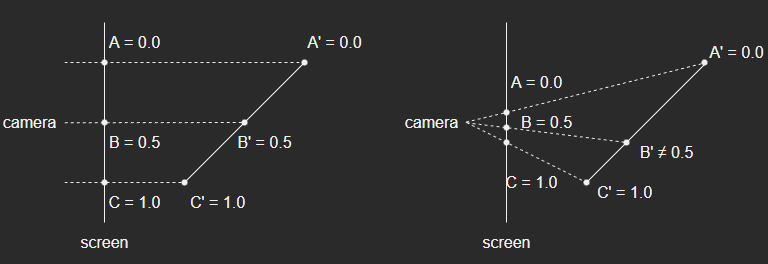 A = 0.0
A' = 0.0
camera
B = 0.5
B' = 0.5
C = 1.0
C' = 1.0
screen
A' = 0.0
A = 0.0
camera
B = 0.5
B' ≠ 0.5
C = 1.0
C' = 1.0
screen